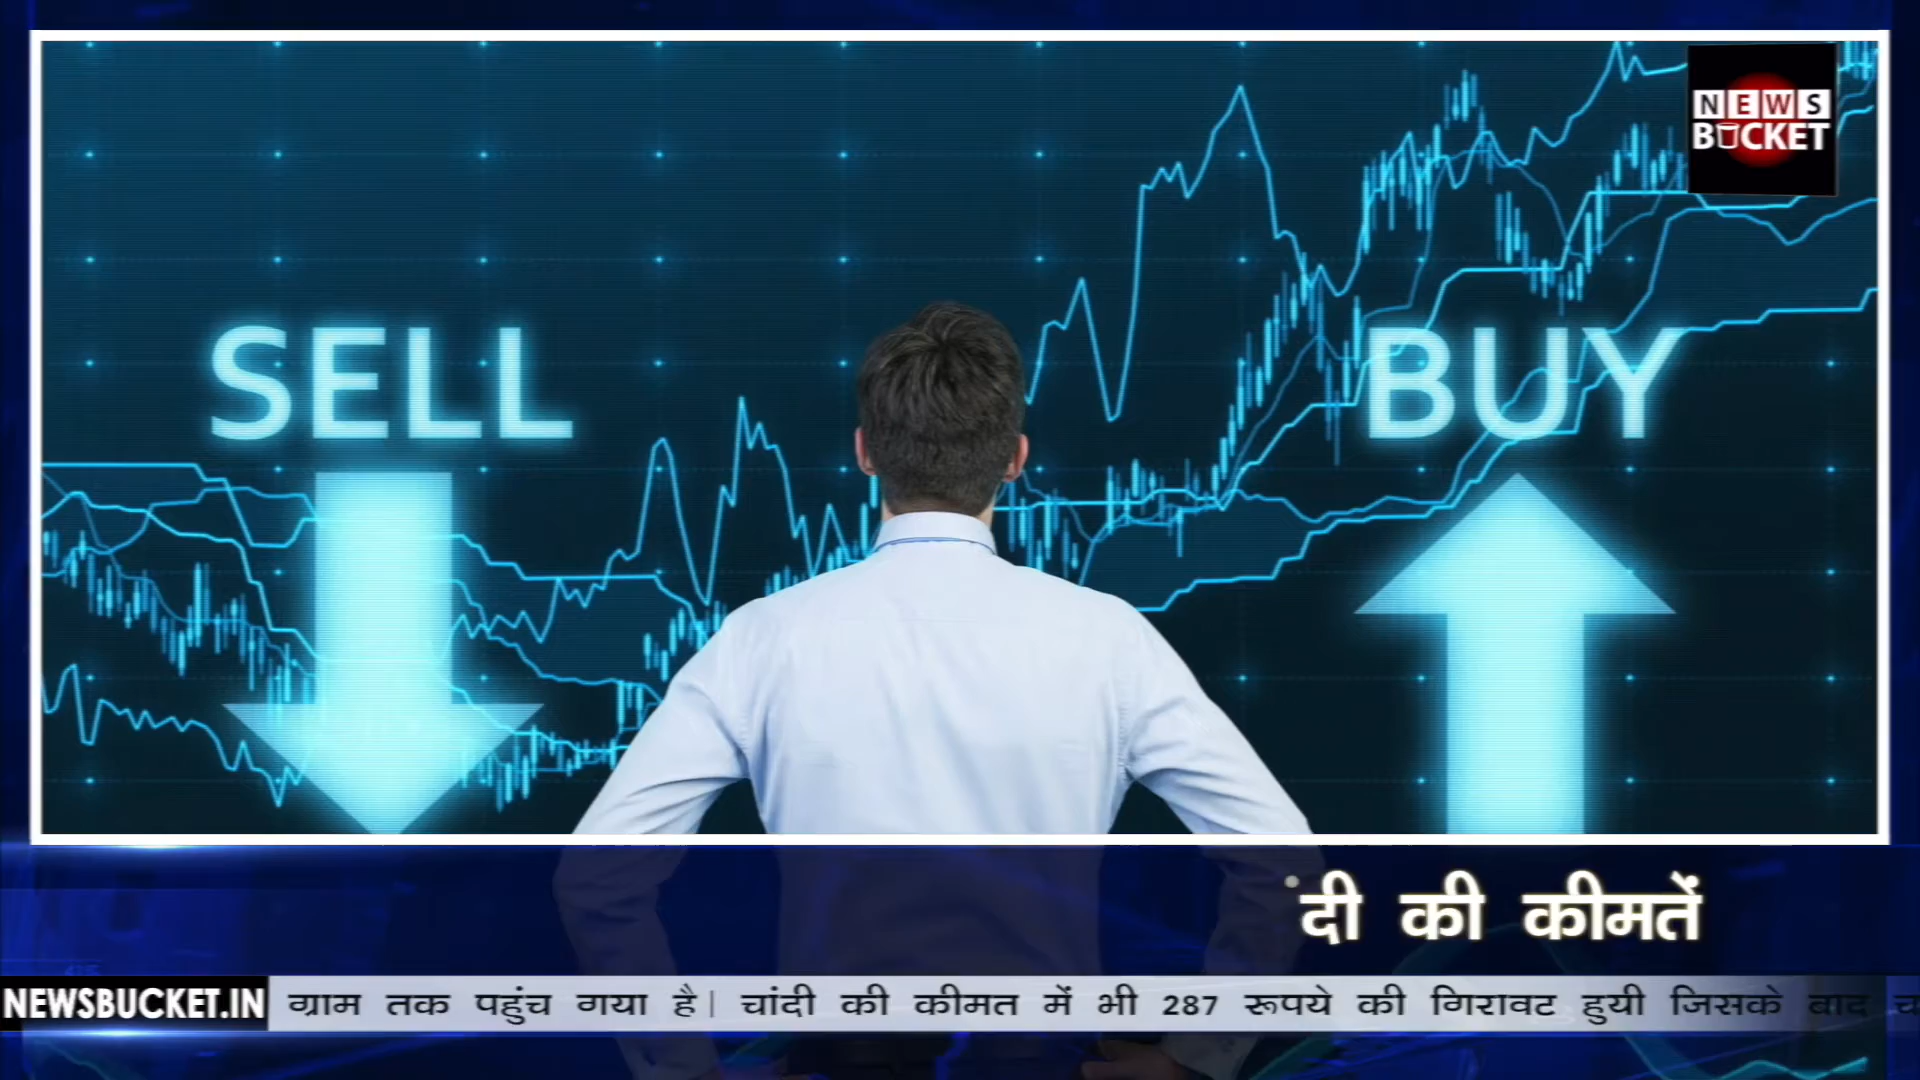 NEWS
BUCKET
SELL
BUY
दी की कीमतें
NEWSBUCKET.IN
ग्राम तक पहुंच गया है| चांदी की कीमत में भी 287 रूपये की गिरावट हुयी जिसके बाद